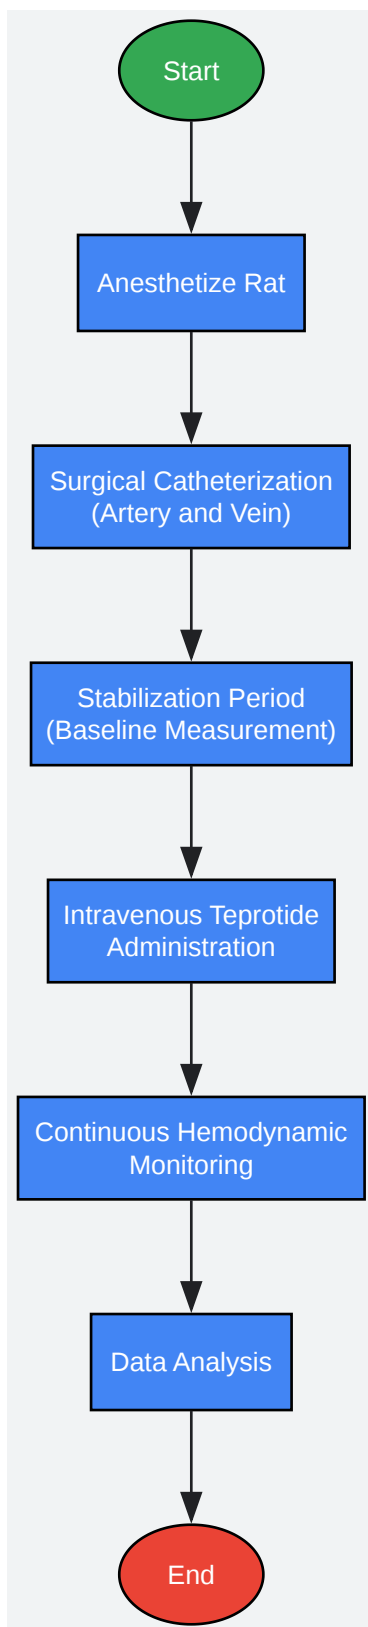 Start
Anesthetize Rat
Surgical Catheterization
(Artery and Vein)
Stabilization Period
(Baseline Measurement)
Intravenous Teprotide
Administration
Continuous Hemodynamic
Monitoring
Data Analysis
End